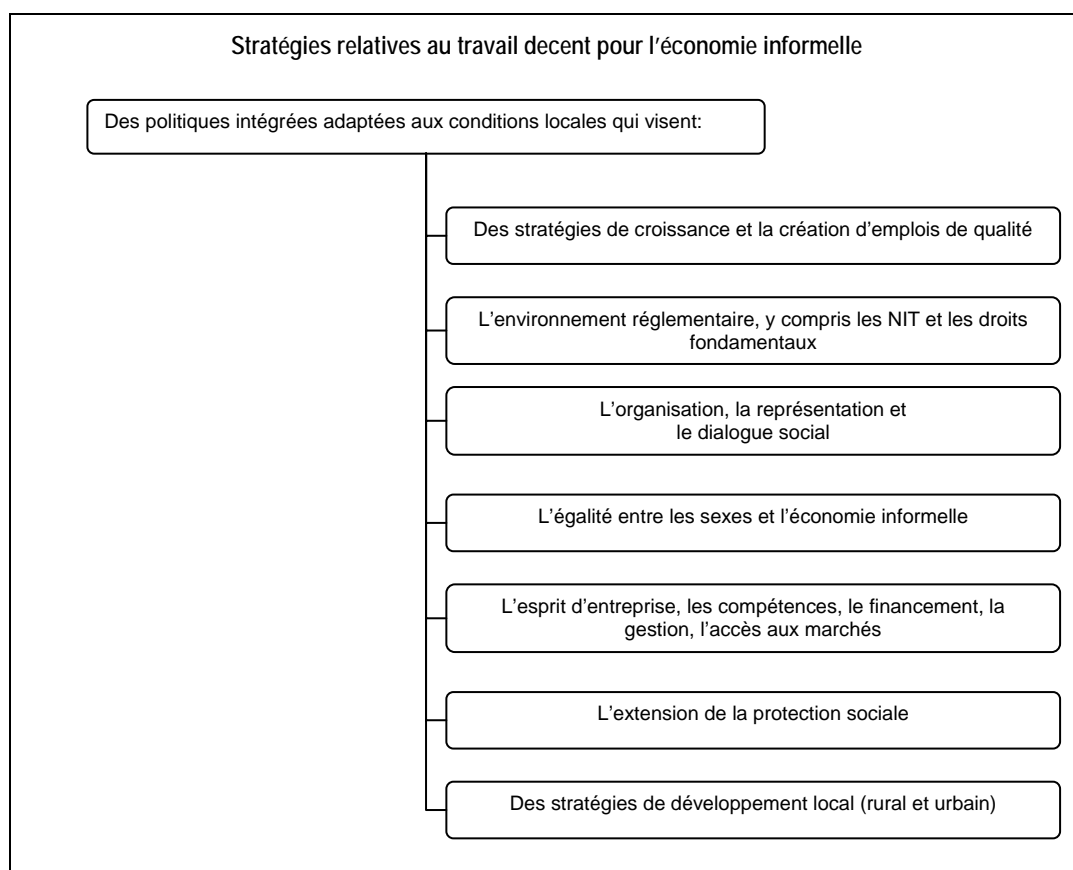 Stratégies relatives au travail decent pour l'économie informelle
Des politiques intégrées adaptées aux conditions locales qui visent:
Des stratégies de croissance et la création d'emplois de qualité
L'environnement réglementaire, y compris les NIT et les droits
fondamentaux
L'organisation, la représentation et
le dialogue social
L'égalité entre les sexes et l'économie informelle
L'esprit d'entreprise, les compétences, le financement, la
gestion, l'accès aux marchés
L'extension de la protection sociale
Des stratégies de développement local (rural et urbain)